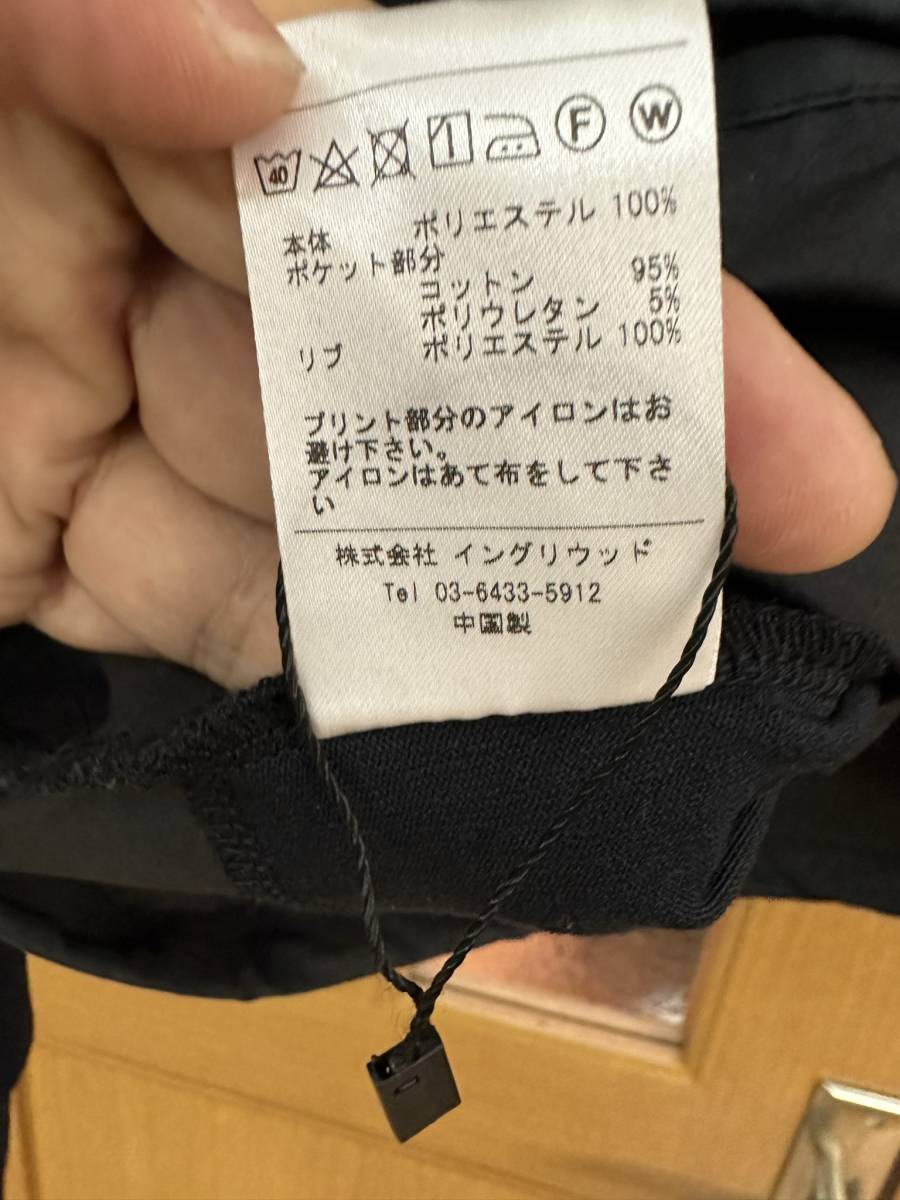 40 F W
本体 ポリエステル 100%
ポケット部分
コットン 95%
ポリウレタン 5%
リブ ポリエステル 100%
プリント部分のアイロンはお
避け下さい。
アイロンはあて布をして下さ
い
株式会社 イングリウッド
Tel 03-6433-5912
中国製